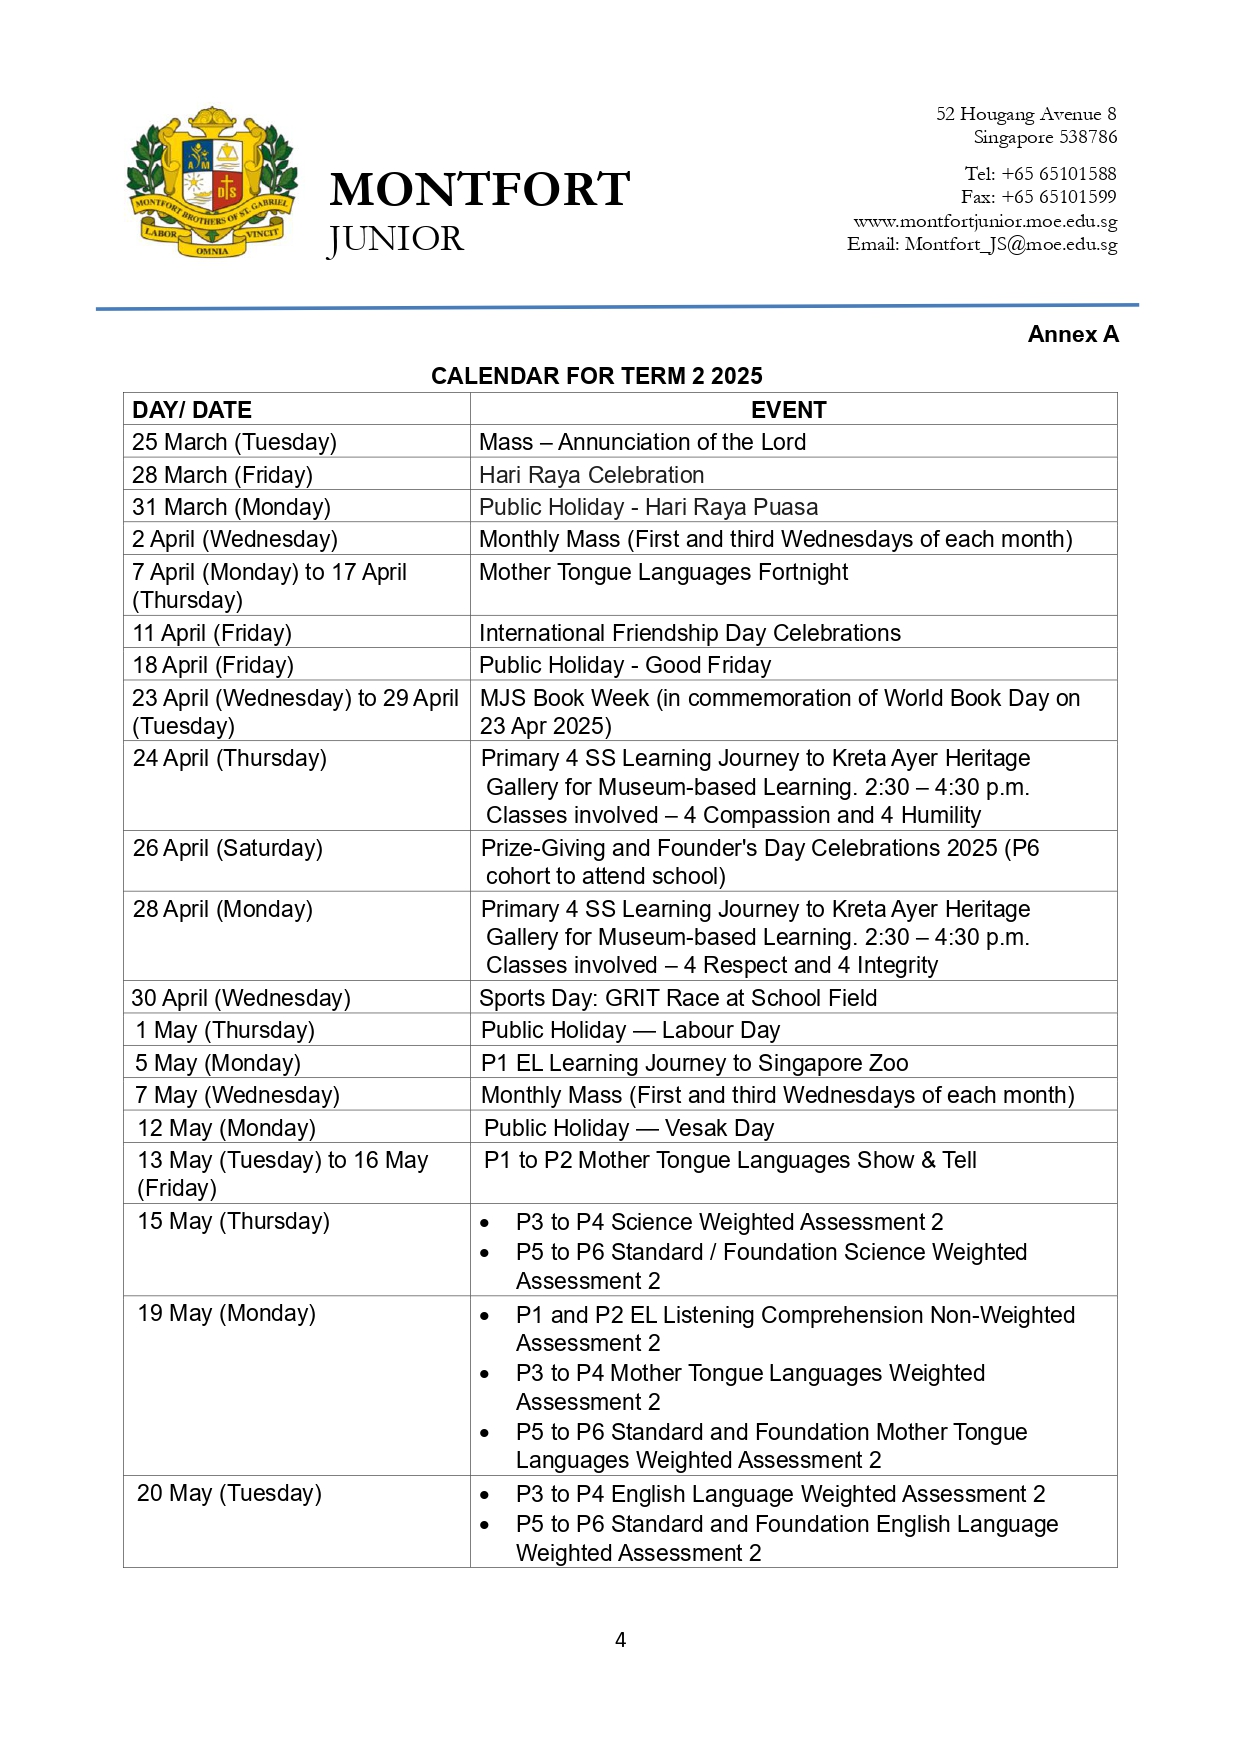 52 Hougang Avenue 8
Singapore 538786
Tel: +65 65101588
Fax: +65 65101599
www.montfortjunior.moe.edu.sg
Email: Montfort_JS@moe.edu.sg
A M
D S
MONTFORT BROTHERS OF ST. GABRIEL
LABOR OMNIA VINCIT
MONTFORT
JUNIOR
Annex A
CALENDAR FOR TERM 2 2025
DAY/ DATE EVENT
25 March (Tuesday) Mass – Annunciation of the Lord
28 March (Friday) Hari Raya Celebration
31 March (Monday) Public Holiday - Hari Raya Puasa
2 April (Wednesday) Monthly Mass (First and third Wednesdays of each month)
7 April (Monday) to 17 April Mother Tongue Languages Fortnight
(Thursday)
11 April (Friday) International Friendship Day Celebrations
18 April (Friday) Public Holiday - Good Friday
23 April (Wednesday) to 29 April MJS Book Week (in commemoration of World Book Day on
(Tuesday) 23 Apr 2025)
24 April (Thursday) Primary 4 SS Learning Journey to Kreta Ayer Heritage
Gallery for Museum-based Learning. 2:30 – 4:30 p.m.
Classes involved – 4 Compassion and 4 Humility
26 April (Saturday) Prize-Giving and Founder's Day Celebrations 2025 (P6
cohort to attend school)
28 April (Monday) Primary 4 SS Learning Journey to Kreta Ayer Heritage
Gallery for Museum-based Learning. 2:30 – 4:30 p.m.
Classes involved – 4 Respect and 4 Integrity
30 April (Wednesday) Sports Day: GRIT Race at School Field
1 May (Thursday) Public Holiday — Labour Day
5 May (Monday) P1 EL Learning Journey to Singapore Zoo
7 May (Wednesday) Monthly Mass (First and third Wednesdays of each month)
12 May (Monday) Public Holiday — Vesak Day
13 May (Tuesday) to 16 May P1 to P2 Mother Tongue Languages Show & Tell
(Friday)
15 May (Thursday) • P3 to P4 Science Weighted Assessment 2
• P5 to P6 Standard / Foundation Science Weighted
Assessment 2
19 May (Monday) • P1 and P2 EL Listening Comprehension Non-Weighted
Assessment 2
• P3 to P4 Mother Tongue Languages Weighted
Assessment 2
• P5 to P6 Standard and Foundation Mother Tongue
Languages Weighted Assessment 2
20 May (Tuesday) • P3 to P4 English Language Weighted Assessment 2
• P5 to P6 Standard and Foundation English Language
Weighted Assessment 2
4